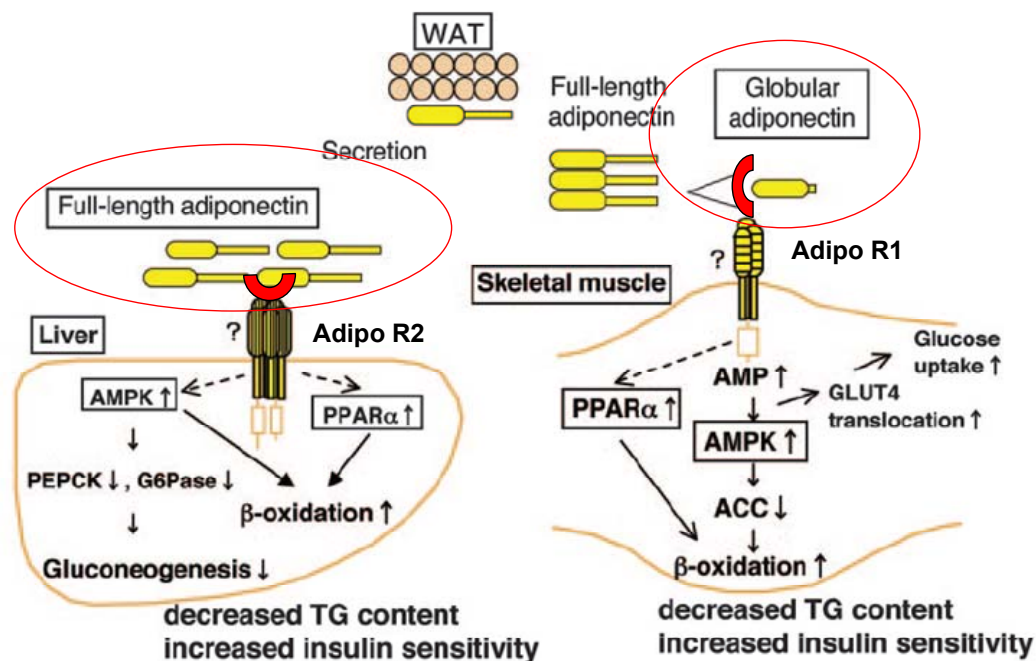 WAT
Full-length
adiponectin
Globular
adiponectin
Secretion
Full-length adiponectin
?
Adipo R1
Skeletal muscle
?
Adipo R2
Liver
AMPK ↑
PPARα ↑
PEPCK ↓ , G6Pase ↓
β-oxidation ↑
Gluconeogenesis ↓
decreased TG content
increased insulin sensitivity
Glucose
uptake ↑
AMP ↑
GLUT4
translocation ↑
PPARα ↑
AMPK ↑
ACC ↓
β-oxidation ↑
decreased TG content
increased insulin sensitivity